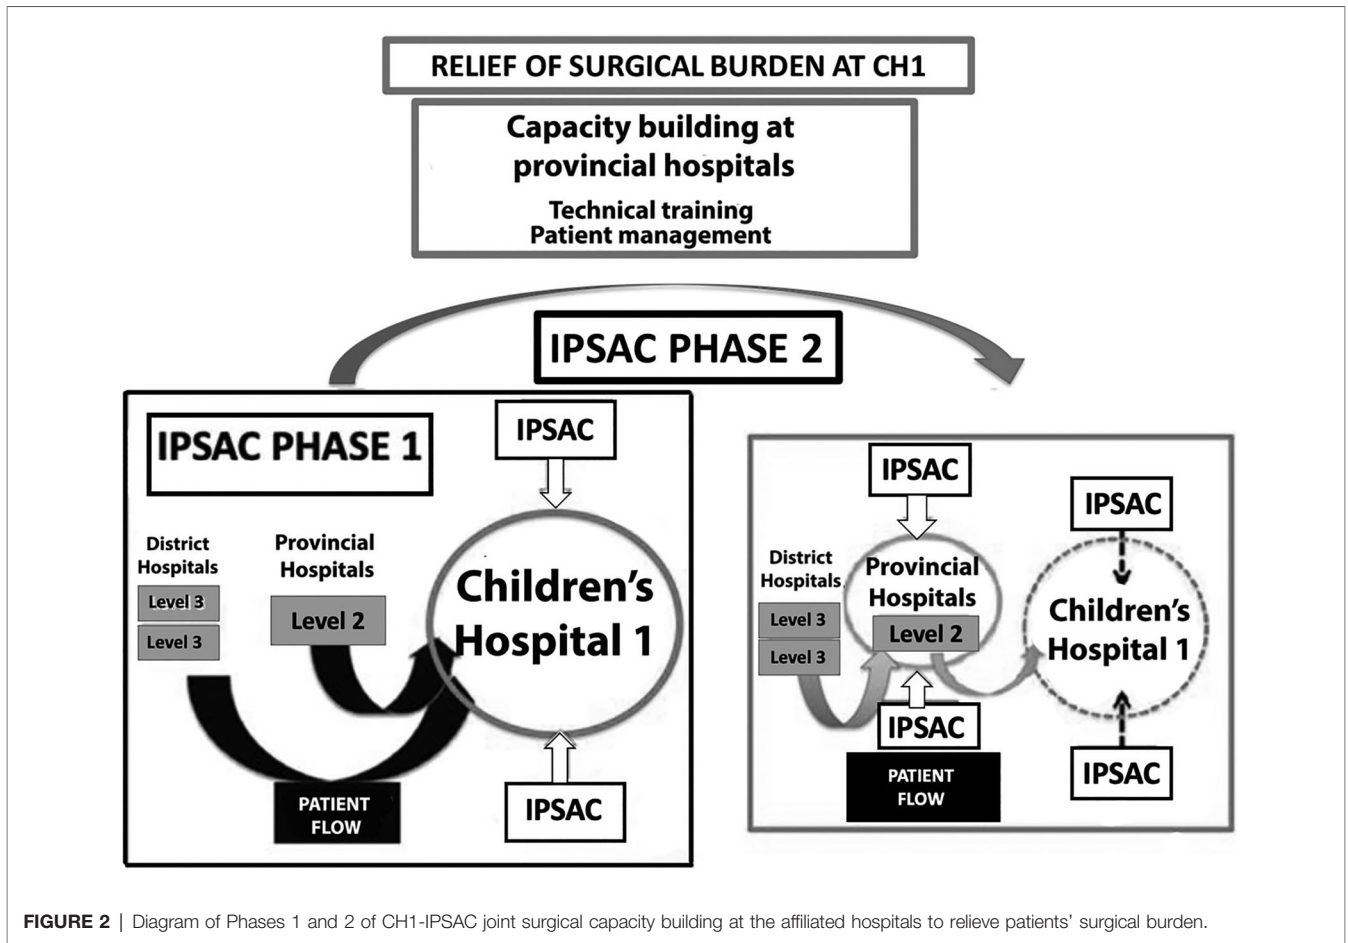 RELIEF OF SURGICAL BURDEN AT CH1
Capacity building at
provincial hospitals
Technical training
Patient management
IPSAC PHASE 2
IPSAC PHASE 1
IPSAC
District
Hospitals
Level 3
Level 3
Provincial
Hospitals
Level 2
Children's
Hospital 1
PATIENT
FLOW
IPSAC
IPSAC
District
Hospitals
Level 3
Level 3
Provincial
Hospitals
Level 2
IPSAC
PATIENT
FLOW
IPSAC
Children's
Hospital 1
IPSAC
FIGURE 2 | Diagram of Phases 1 and 2 of CH1-IPSAC joint surgical capacity building at the affiliated hospitals to relieve patients' surgical burden.